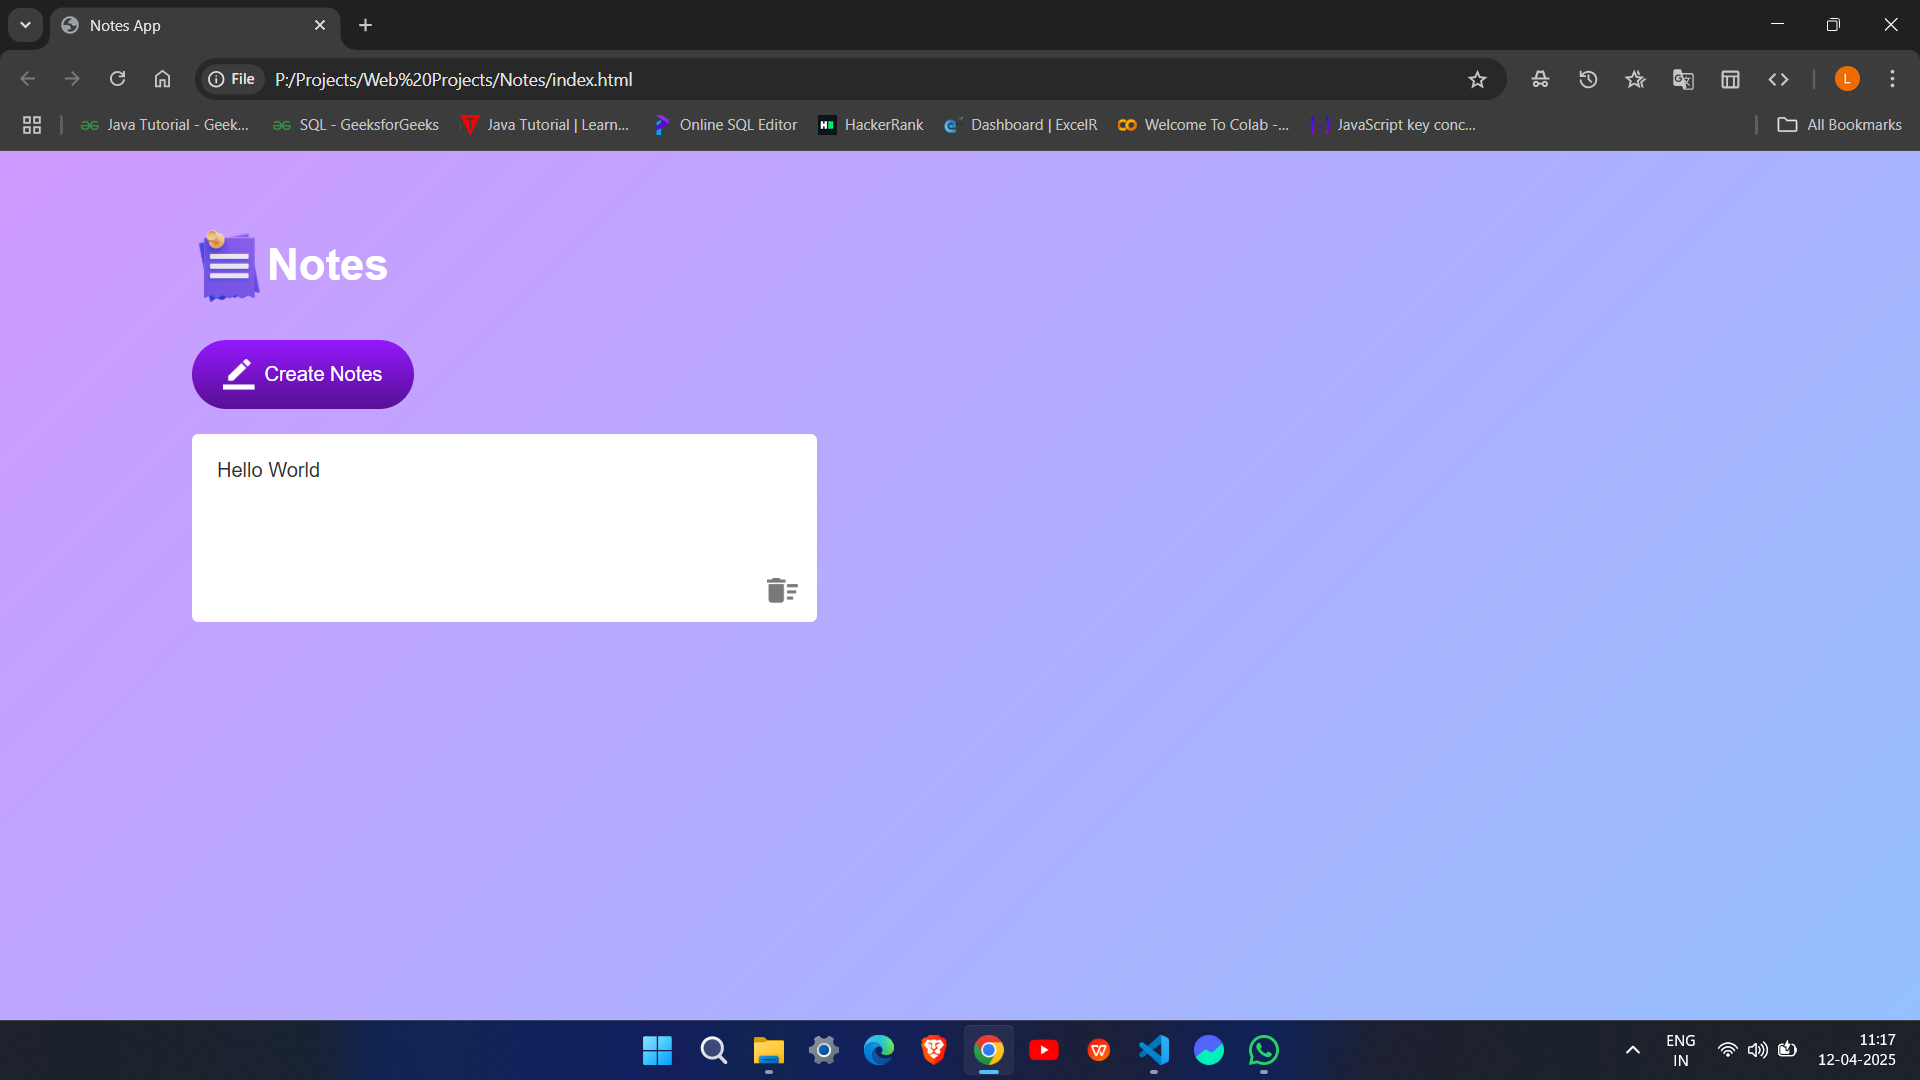 Notes App
File
P:/Projects/Web%20Projects/Notes/index.html
L
Java Tutorial - Geek...
SQL - GeeksforGeeks
Java Tutorial | Learn...
Online SQL Editor
HackerRank
Dashboard | ExcelR
Welcome To Colab -...
JavaScript key conc...
All Bookmarks
Notes
Create Notes
Hello World
ENG
IN
11:17
12-04-2025